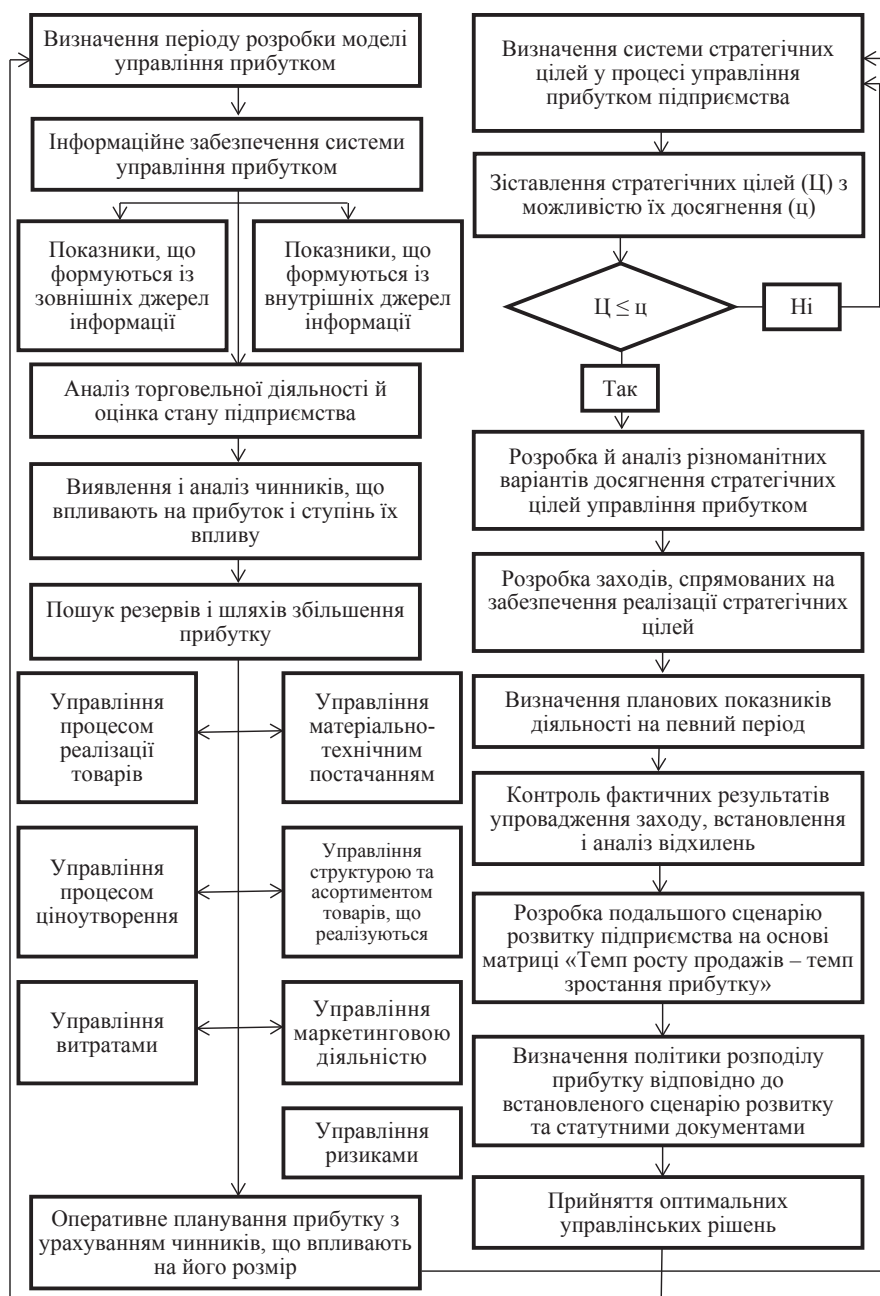 Визначення періоду розробки моделі
управління прибутком
Інформаційне забезпечення системи
управління прибутком
Показники, що
формуються із
зовнішніх джерел
інформації
Показники, що
формуються із
внутрішніх джерел
інформації
Аналіз торговельної діяльності й
оцінка стану підприємства
Виявлення і аналіз чинників, що
впливають на прибуток і ступінь їх
впливу
Пошук резервів і шляхів збільшення
прибутку
Управління
процесом
реалізації
товарів
Управління
матеріально-
технічним
постачанням
Управління
процесом
ціноутворення
Управління
структурою та
асортиментом
товарів, що
реалізуються
Управління
витратами
Управління
маркетинговою
діяльністю
Управління
ризиками
Оперативне планування прибутку з
урахуванням чинників, що впливають
на його розмір
Визначення системи стратегічних
цілей у процесі управління
прибутком підприємства
Зіставлення стратегічних цілей (Ц) з
можливістю їх досягнення (ц)
Ц ≤ ц
Ні
Так
Розробка й аналіз різноманітних
варіантів досягнення стратегічних
цілей управління прибутком
Розробка заходів, спрямованих на
забезпечення реалізації стратегічних
цілей
Визначення планових показників
діяльності на певний період
Контроль фактичних результатів
упровадження заходу, встановлення
і аналіз відхилень
Розробка подальшого сценарію
розвитку підприємства на основі
матриці «Темп росту продажів – темп
зростання прибутку»
Визначення політики розподілу
прибутку відповідно до
встановленого сценарію розвитку
та статутними документами
Прийняття оптимальних
управлінських рішень